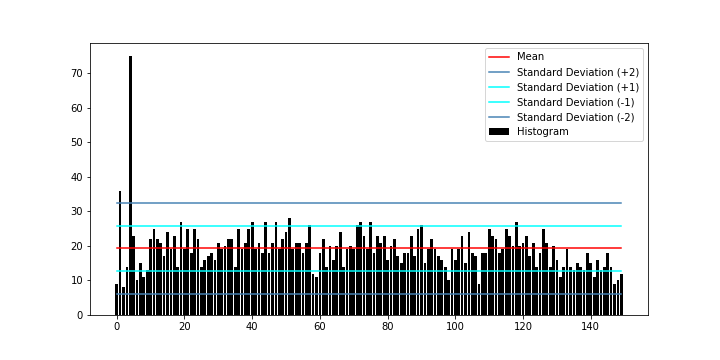 Mean
Standard Deviation (+2)
Standard Deviation (+1)
Standard Deviation (-1)
Standard Deviation (-2)
Histogram
70
60
50
40
30
20
10
0
0 20 40 60 80 100 120 140